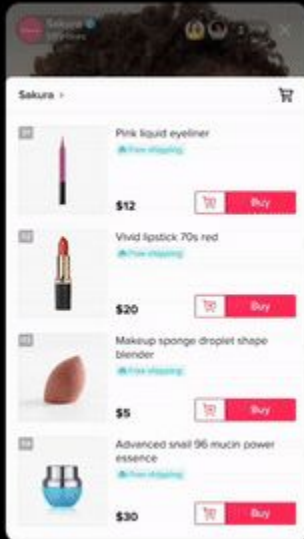 Sakura
Sakura >
Pink liquid eyeliner
Free shipping
$12
Buy
Vivid lipstick 70s red
Free shipping
$20
Buy
Makeup sponge droplet shape
blender
Free shipping
$5
Buy
Advanced snail 96 mucin power
essence
Free shipping
$30
Buy